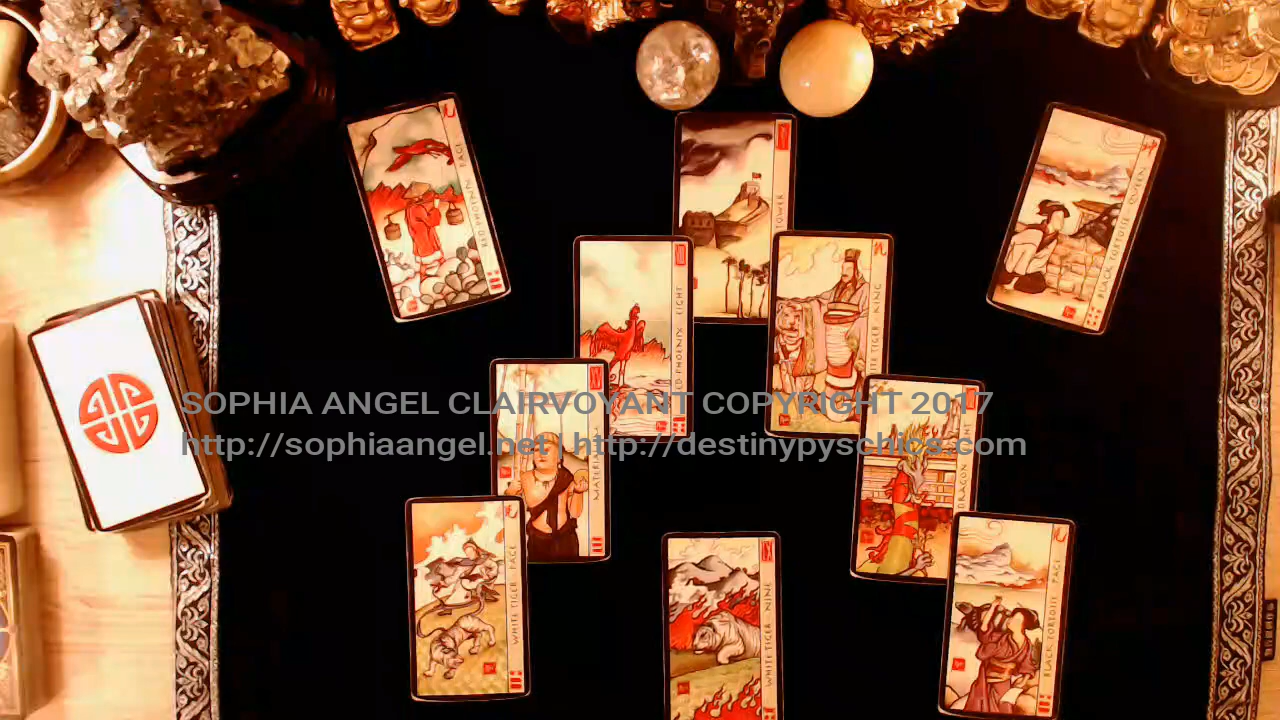 RED PHOENIX PAGE
TOWER
BLACK TORTOISE QUEEN
RED PHOENIX EIGHT
WHITE TIGER KING
SOPHIA ANGEL CLAIRVOYANT COPYRIGHT 2017
http://sophiaangel.net | http://destinypyschics.com
DRAGON
WHITE TIGER PAGE
WHITE TIGER NINE
BLACK TORTOISE PAGE